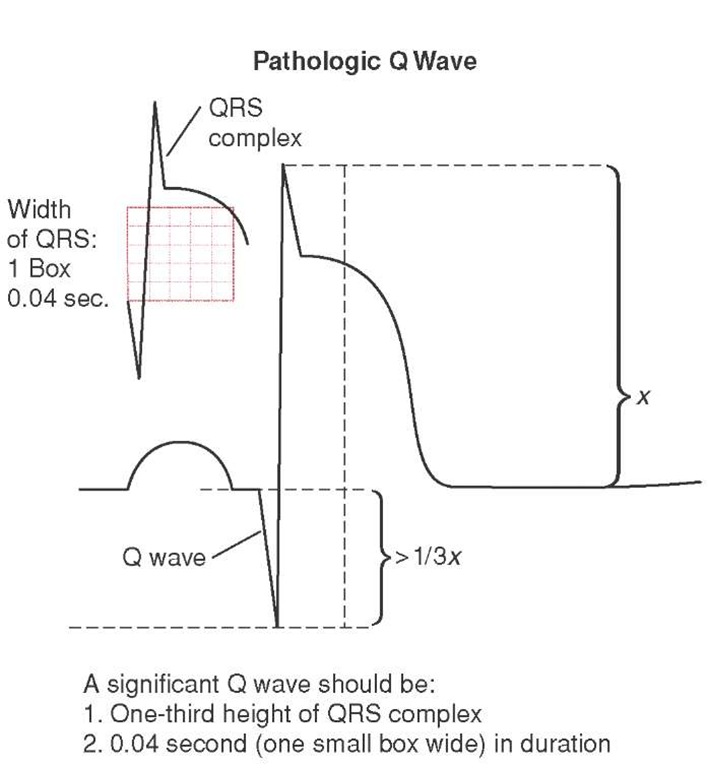 Pathologic Q Wave
QRS
complex
Width
of QRS:
1 Box
0.04 sec.
x
Q wave
> 1/3x
A significant Q wave should be:
1. One-third height of QRS complex
2. 0.04 second (one small box wide) in duration